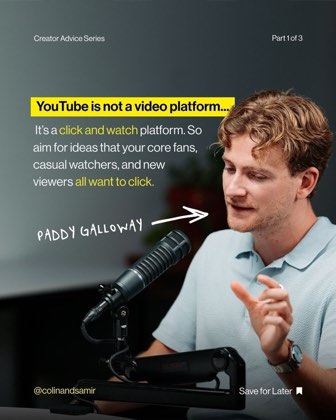 Creator Advice Series
Part 1 of 3
YouTube is not a video platform...
It's a click and watch platform. So
aim for ideas that your core fans,
casual watchers, and new
viewers all want to click.
PADDY GALLOWAY
@colinandsamir
Save for Later